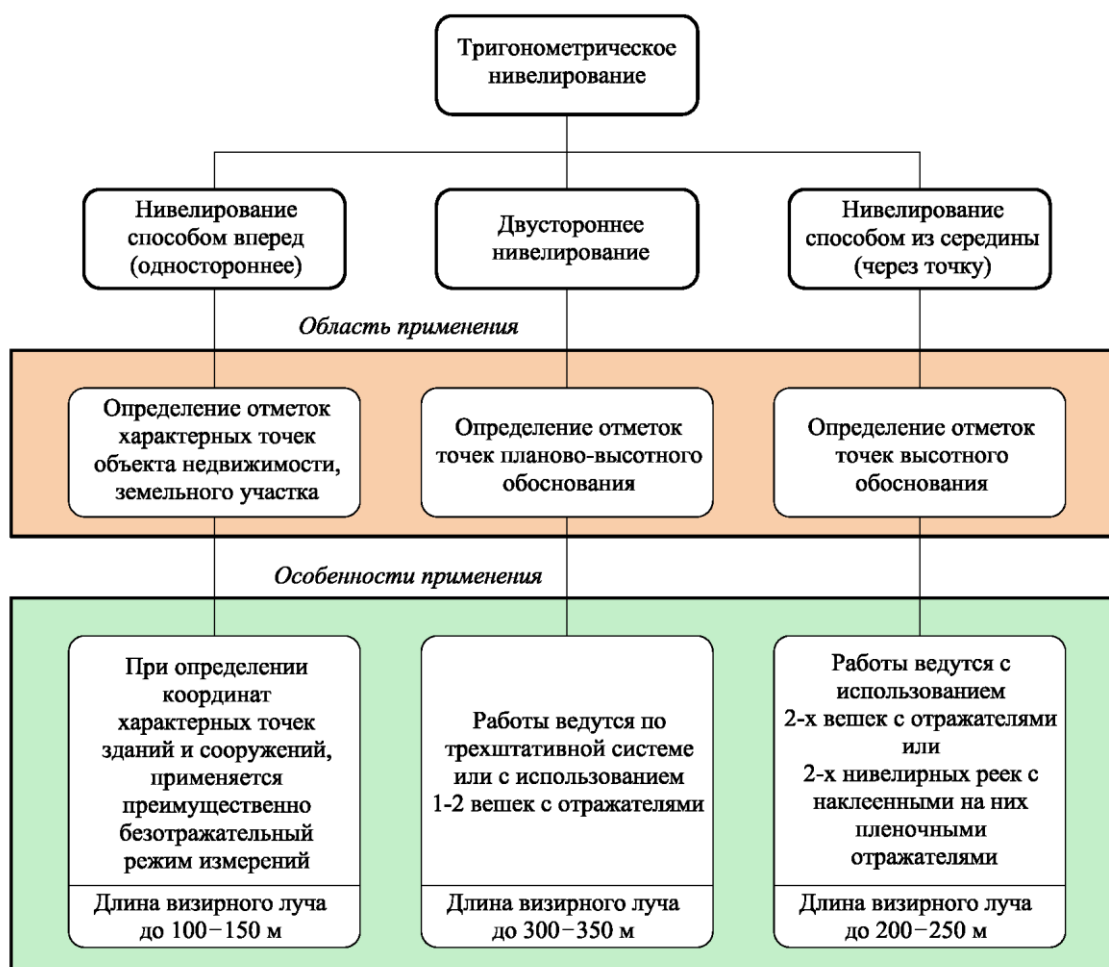 Тригонометрическое
нивелирование
Нивелирование
способом вперед
(одностороннее)
Двустороннее
нивелирование
Нивелирование
способом из середины
(через точку)
Область применения
Определение отметок
характерных точек
объекта недвижимости,
земельного участка
Определение отметок
точек планово-высотного
обоснования
Определение отметок
точек высотного
обоснования
Особенности применения
При определении
координат
характерных точек
зданий и сооружений,
применяется
преимущественно
безотражательный
режим измерений
Длина визирного луча
до 100−150 м
Работы ведутся по
трехштативной системе
или с использованием
1-2 вешек с отражателями
Длина визирного луча
до 300−350 м
Работы ведутся с
использованием
2-х вешек с отражателями
или
2-х нивелирных реек с
наклеенными на них
пленочными
отражателями
Длина визирного луча
до 200−250 м